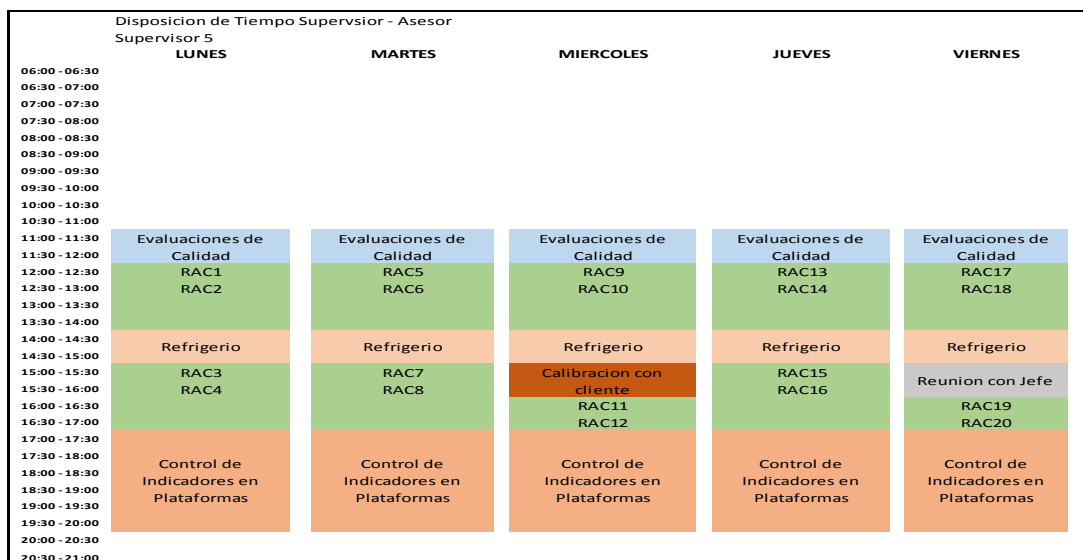 Disposicion de Tiempo Supervsior - Asesor
Supervisor 5
LUNES MARTES MIERCOLES JUEVES VIERNES
06:00 - 06:30
06:30 - 07:00
07:00 - 07:30
07:30 - 08:00
08:00 - 08:30
08:30 - 09:00
09:00 - 09:30
09:30 - 10:00
10:00 - 10:30
10:30 - 11:00
11:00 - 11:30 Evaluaciones de Evaluaciones de Evaluaciones de Evaluaciones de Evaluaciones de
11:30 - 12:00 Calidad Calidad Calidad Calidad Calidad
12:00 - 12:30 RAC1 RAC5 RAC9 RAC13 RAC17
12:30 - 13:00 RAC2 RAC6 RAC10 RAC14 RAC18
13:00 - 13:30
13:30 - 14:00
14:00 - 14:30
Refrigerio Refrigerio Refrigerio Refrigerio Refrigerio
14:30 - 15:00
15:00 - 15:30 RAC3 RAC7 Calibracion con RAC15
Reunion con Jefe
15:30 - 16:00 RAC4 RAC8 cliente RAC16
16:00 - 16:30 RAC11 RAC19
16:30 - 17:00 RAC12 RAC20
17:00 - 17:30
17:30 - 18:00
Control de Control de Control de Control de Control de
18:00 - 18:30
Indicadores en Indicadores en Indicadores en Indicadores en Indicadores en
18:30 - 19:00
Plataformas Plataformas Plataformas Plataformas Plataformas
19:00 - 19:30
19:30 - 20:00
20:00 - 20:30
20:30 - 21:00